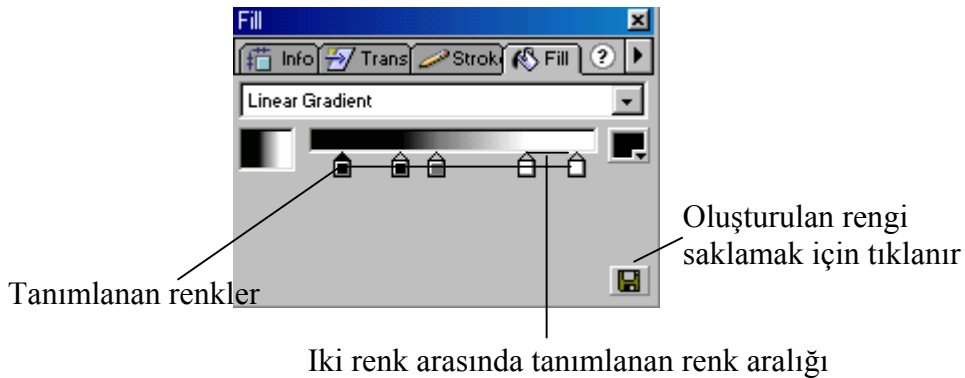 Fill
Info Trans Strok Fill ?
Linear Gradient
Oluşturulan rengi
saklamak için tıklanır
Tanımlanan renkler
Iki renk arasında tanımlanan renk aralığı